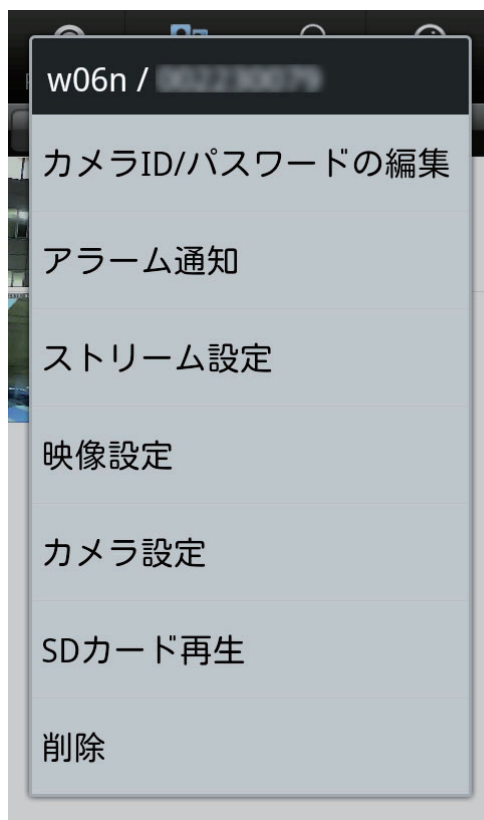 w06n /
カメラID/パスワードの編集
アラーム通知
ストリーム設定
映像設定
カメラ設定
SDカード再生
削除